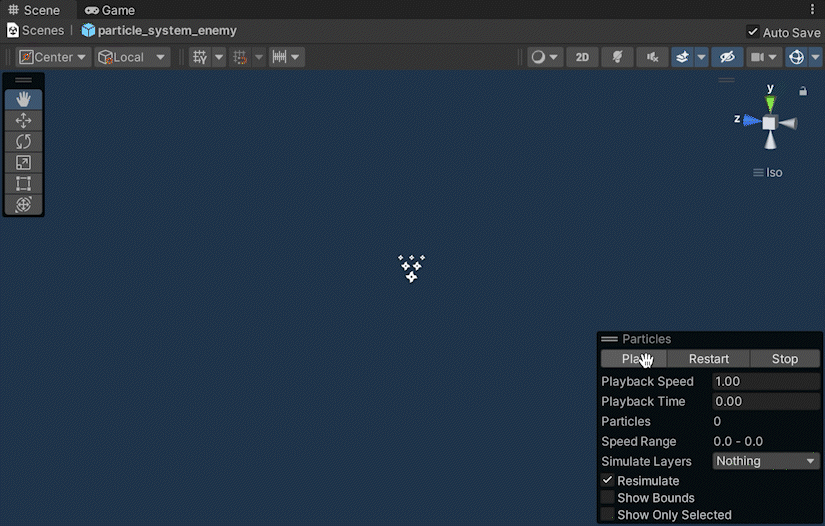 Scene Game
Scenes particle_system_enemy Auto Save
Center Local 2D
y
z
Iso
Particles
Restart Stop
Playback Speed 1.00
Playback Time 0.00
Particles 0
Speed Range 0.0 - 0.0
Simulate Layers Nothing
Resimulate
Show Bounds
Show Only Selected